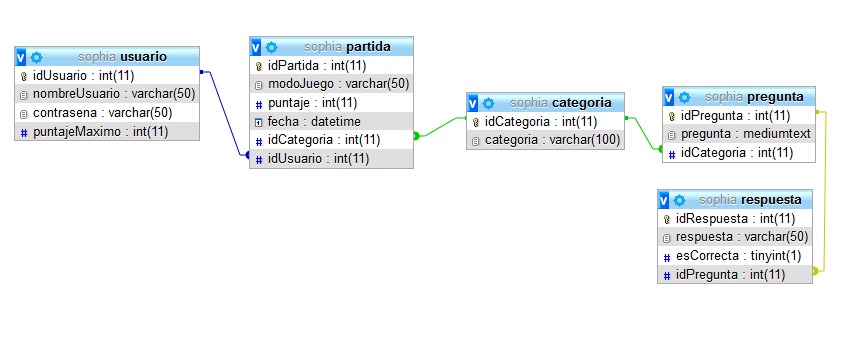 sophia usuario
idUsuario : int(11)
nombreUsuario : varchar(50)
contrasena : varchar(50)
puntajeMaximo : int(11)
sophia partida
idPartida : int(11)
modoJuego : varchar(50)
puntaje : int(11)
fecha : datetime
idCategoria : int(11)
idUsuario : int(11)
sophia categoria
idCategoria : int(11)
categoria : varchar(100)
sophia pregunta
idPregunta : int(11)
pregunta : mediumtext
idCategoria : int(11)
sophia respuesta
idRespuesta : int(11)
respuesta : varchar(50)
esCorrecta : tinyint(1)
idPregunta : int(11)